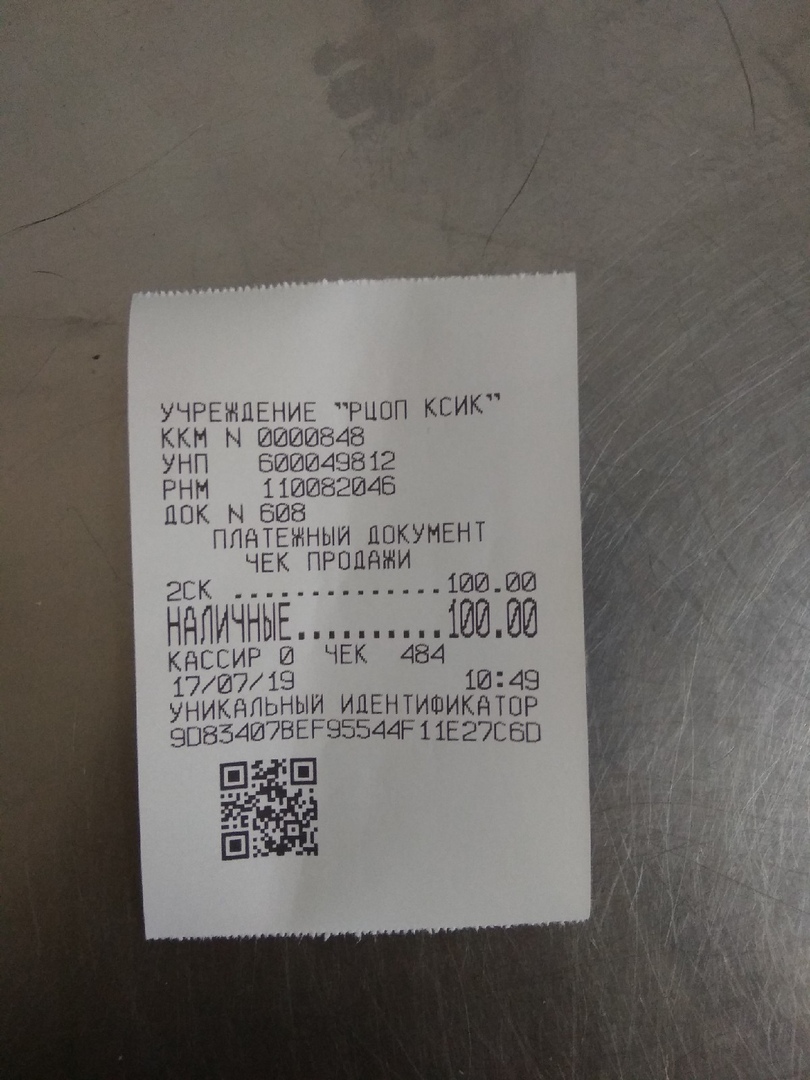 УЧРЕЖДЕНИЕ "РЦОП КСИК"
ККМ N 0000848
УНП 600049812
РНМ 110082046
ДОК N 608
ПЛАТЕЖНЫЙ ДОКУМЕНТ
ЧЕК ПРОДАЖИ
2СК ..............100.00
НАЛИЧНЫЕ..........100.00
КАССИР 0 ЧЕК 484
17/07/19 10:49
УНИКАЛЬНЫЙ ИДЕНТИФИКАТОР
9D83407BEF95544F11E27C6D